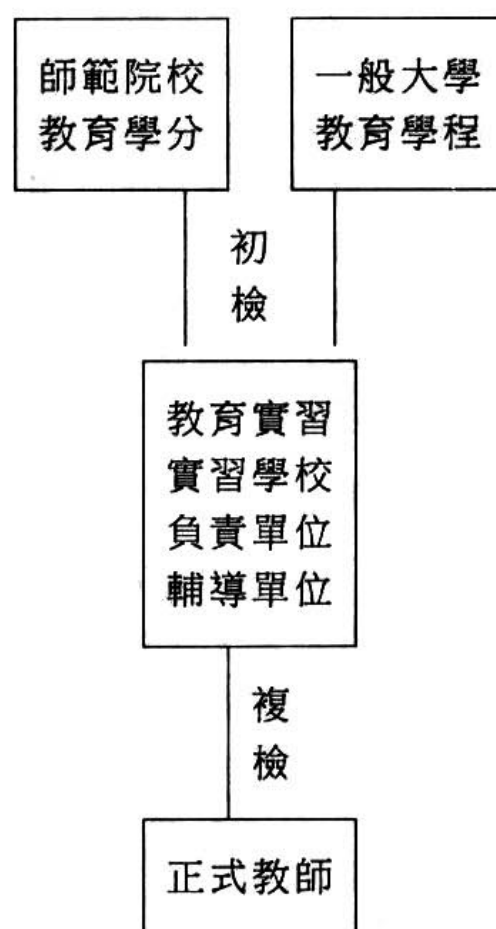 師範院校
教育學分
一般大學
教育學程
初
檢
教育實習
實習學校
負責單位
輔導單位
複
檢
正式教師